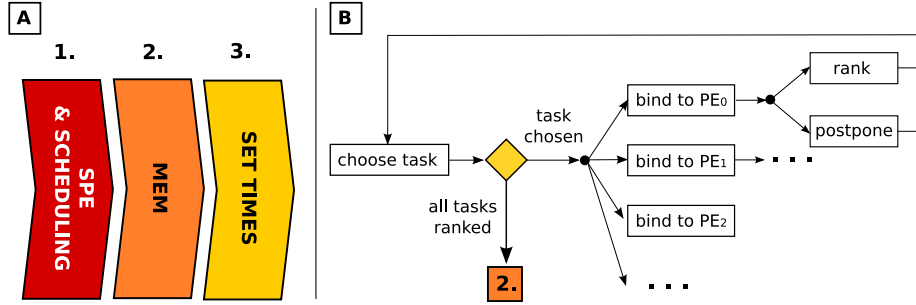 A
1. 2. 3.
SPE
& SCHEDULING
MEM
SET TIMES
B
choose task
task
chosen
all tasks
ranked
2.
bind to PE0
bind to PE1
bind to PE2
rank
postpone
. . .
. . .